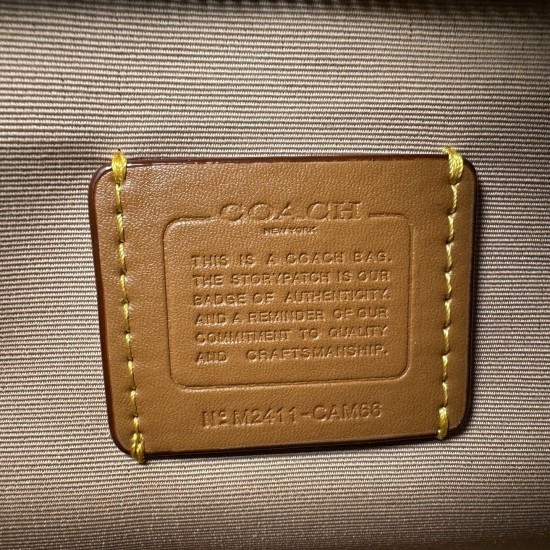 COACH
NEW YORK
THIS IS A COACH BAG.
THE STORYPATCH IS OUR
BADGE OF AUTHENTICITY
AND A REMINDER OF OUR
COMMITMENT TO QUALITY
AND CRAFTSMANSHIP.
Nº M2411-CAM56